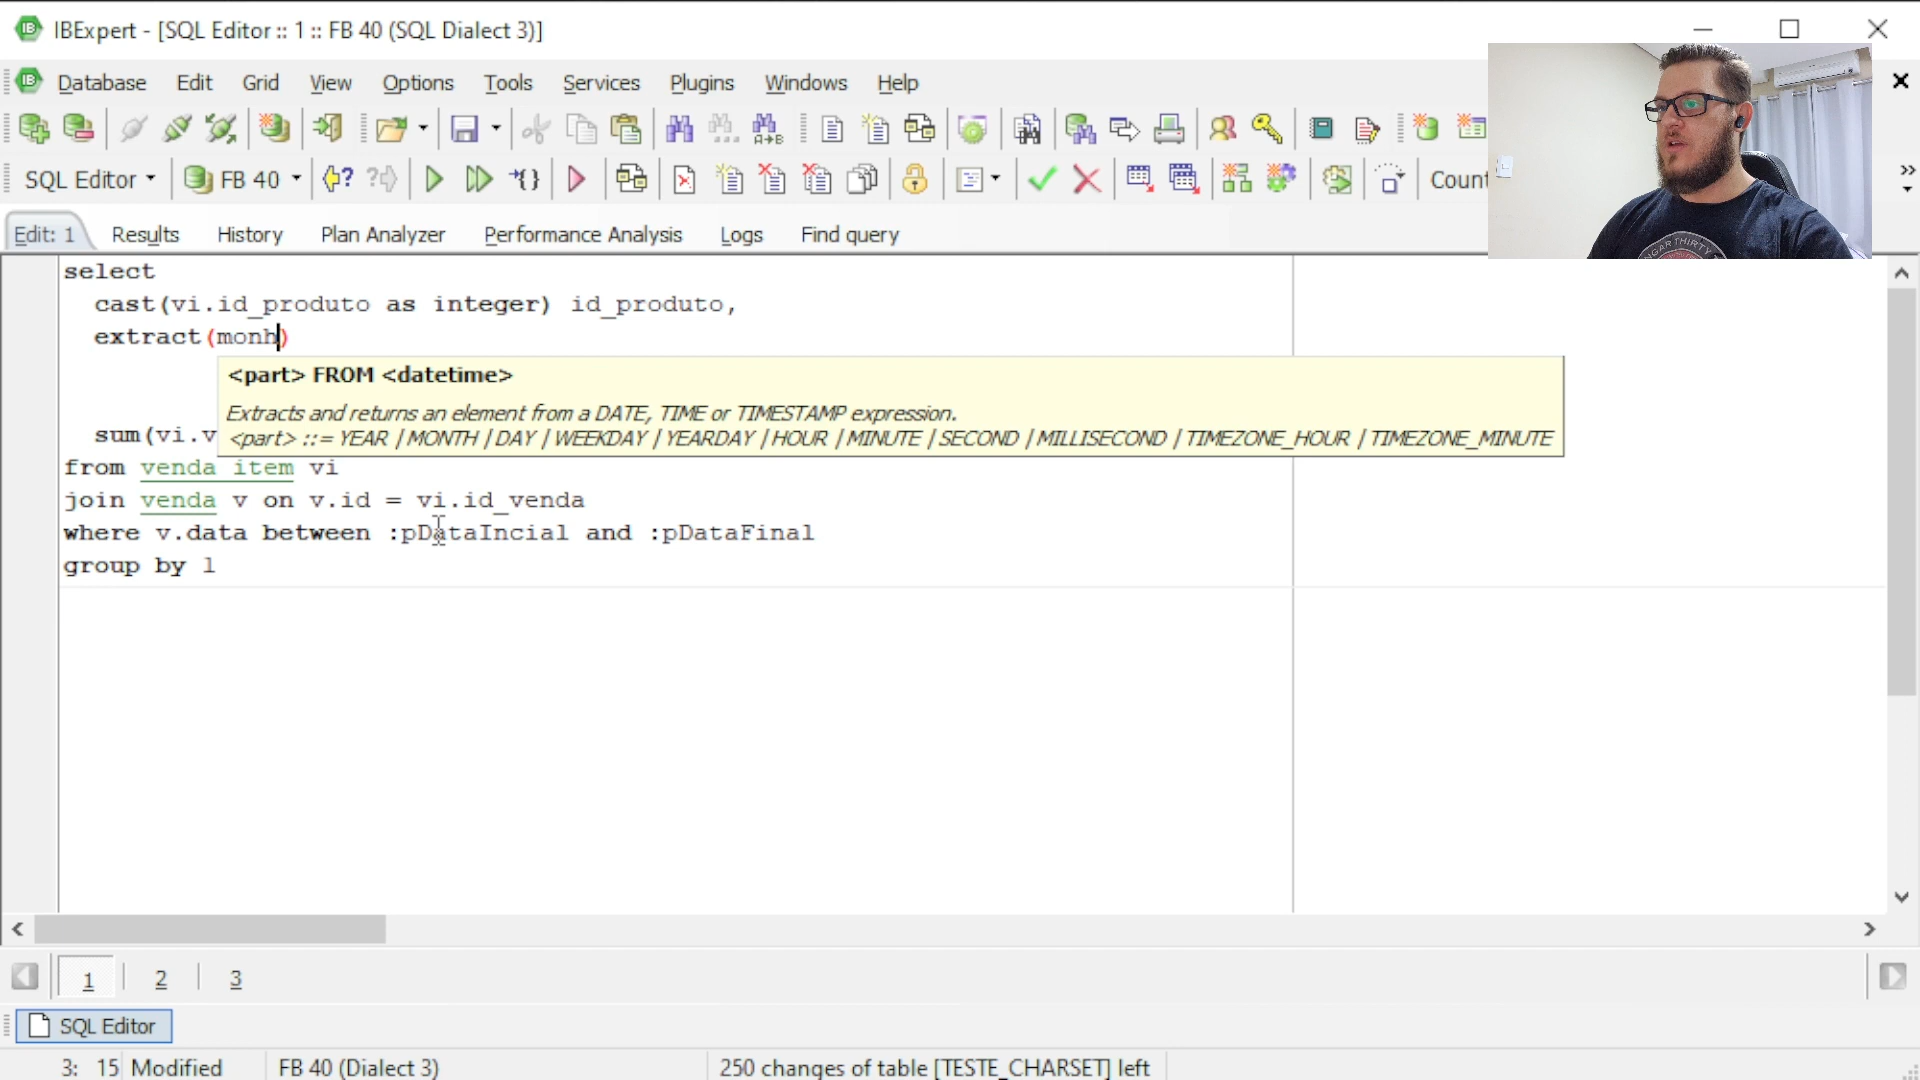 IBExpert - [SQL Editor :: 1 :: FB 40 (SQL Dialect 3)]
Database Edit Grid View Options Tools Services Plugins Windows Help
SQL Editor FB 40 Count
Edit: 1 Results History Plan Analyzer Performance Analysis Logs Find query
select
cast(vi.id_produto as integer) id_produto,
extract(monh)
<part> FROM <datetime>
Extracts and returns an element from a DATE, TIME or TIMESTAMP expression.
<part> ::= YEAR | MONTH | DAY | WEEKDAY | YEARDAY | HOUR | MINUTE | SECOND | MILLISECOND | TIMEZONE_HOUR | TIMEZONE_MINUTE
sum(vi.v
from venda_item vi
join venda v on v.id = vi.id_venda
where v.data between :pDataIncial and :pDataFinal
group by 1
1 2 3
SQL Editor
3: 15 Modified FB 40 (Dialect 3) 250 changes of table [TESTE_CHARSET] left